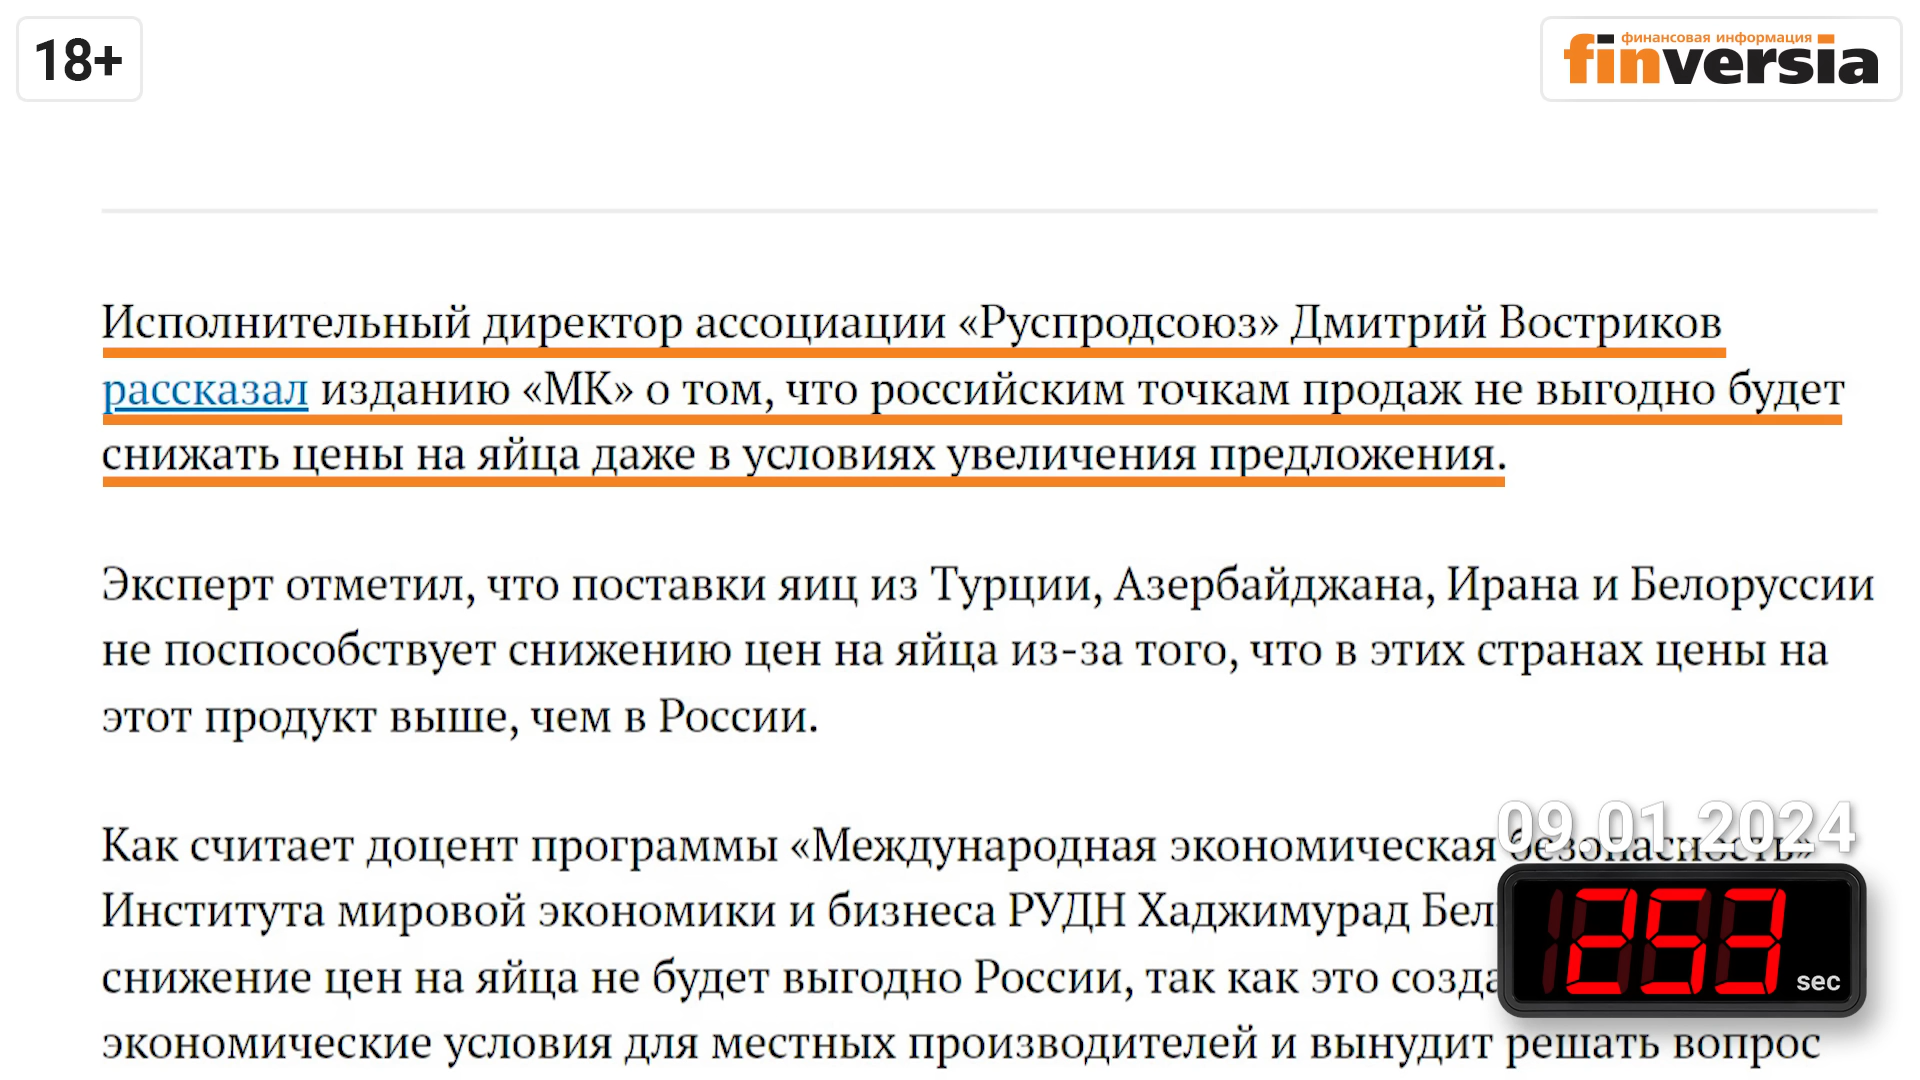 18+
финансовая информация
finversia
Исполнительный директор ассоциации «Руспродсоюз» Дмитрий Востриков
рассказал изданию «МК» о том, что российским точкам продаж не выгодно будет
снижать цены на яйца даже в условиях увеличения предложения.
Эксперт отметил, что поставки яиц из Турции, Азербайджана, Ирана и Белоруссии
не поспособствует снижению цен на яйца из-за того, что в этих странах цены на
этот продукт выше, чем в России.
09.01.2024
Как считает доцент программы «Международная экономическая безопасность»
Института мировой экономики и бизнеса РУДН Хаджимурад
снижение цен на яйца не будет выгодно России, так как это
253 sec
экономические условия для местных производителей и вынудит решать вопрос